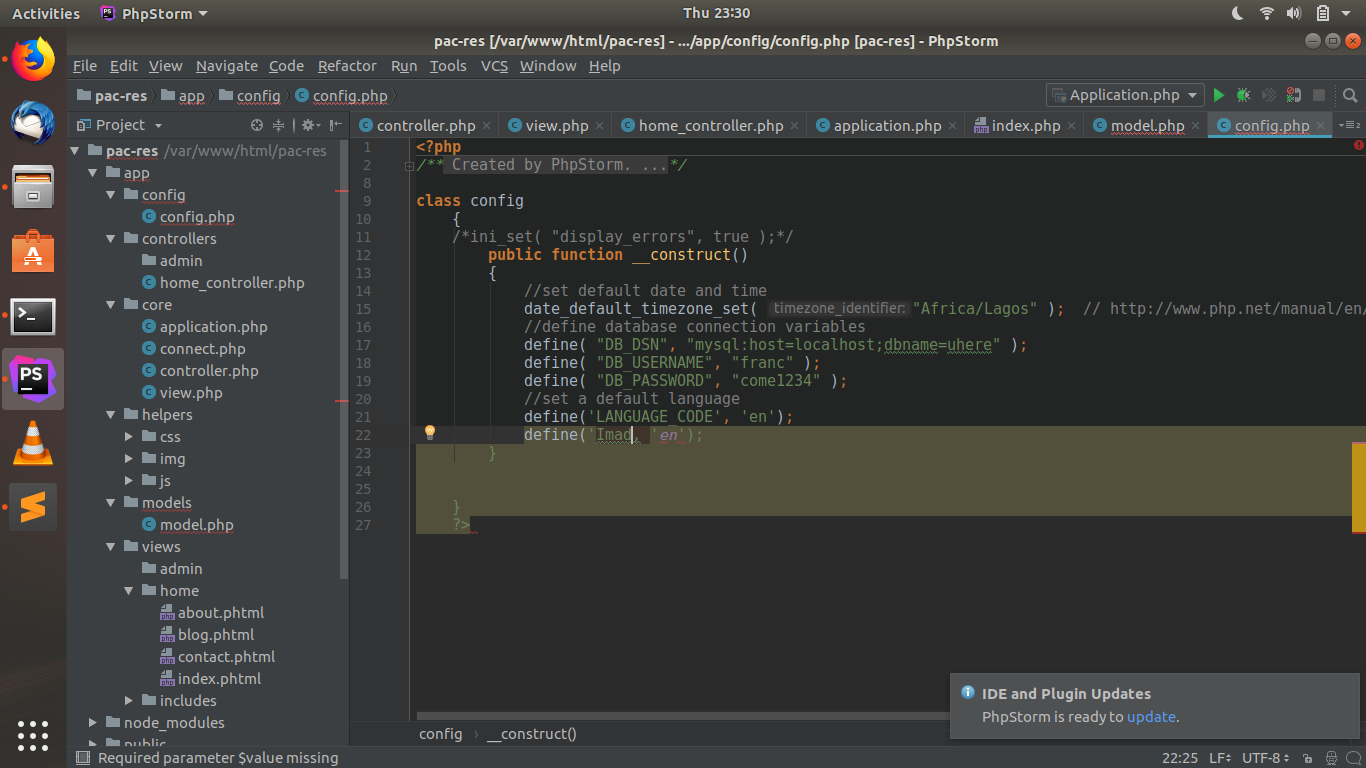 Activities PhpStorm Thu 23:30
pac-res [/var/www/html/pac-res] - .../app/config/config.php [pac-res] - PhpStorm
File Edit View Navigate Code Refactor Run Tools VCS Window Help
pac-res app config config.php Application.php
Project
controller.php view.php home_controller.php application.php index.php model.php config.php
pac-res /var/www/html/pac-res
app
config
config.php
controllers
admin
home_controller.php
core
application.php
connect.php
controller.php
view.php
helpers
css
img
js
models
model.php
views
admin
home
about.phtml
blog.phtml
contact.phtml
index.phtml
includes
node_modules
public
1 <?php
2 /** Created by PhpStorm. ...*/
8
9 class config
10 {
11 /*ini_set( "display_errors", true );*/
12 public function __construct()
13 {
14 //set default date and time
15 date_default_timezone_set( timezone_identifier: "Africa/Lagos" ); // http://www.php.net/manual/en/
16 //define database connection variables
17 define( "DB_DSN", "mysql:host=localhost;dbname=uhere" );
18 define( "DB_USERNAME", "franc" );
19 define( "DB_PASSWORD", "come1234" );
20 //set a default language
21 define('LANGUAGE_CODE', 'en');
22 define('Imad, 'en');
23 }
24
25
26 }
27 ?>
IDE and Plugin Updates
PhpStorm is ready to update.
config › __construct()
Required parameter $value missing 22:25 LF UTF-8
PS